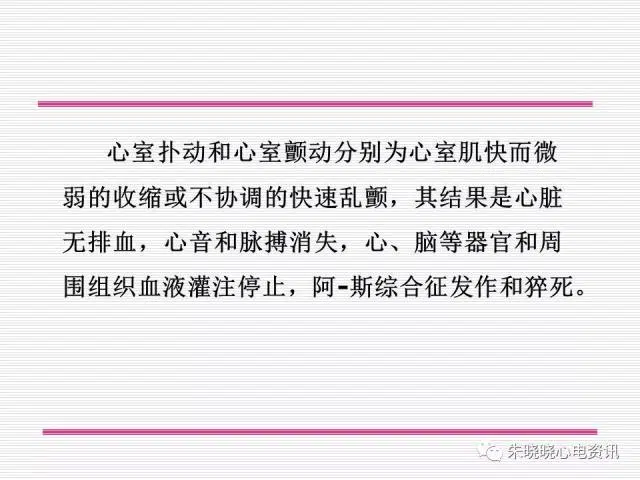 心室扑动和心室颤动分别为心室肌快而微
弱的收缩或不协调的快速乱颤，其结果是心脏
无排血，心音和脉搏消失，心、脑等器官和周
围组织血液灌注停止，阿-斯综合征发作和猝死。
朱晓晓心电资讯